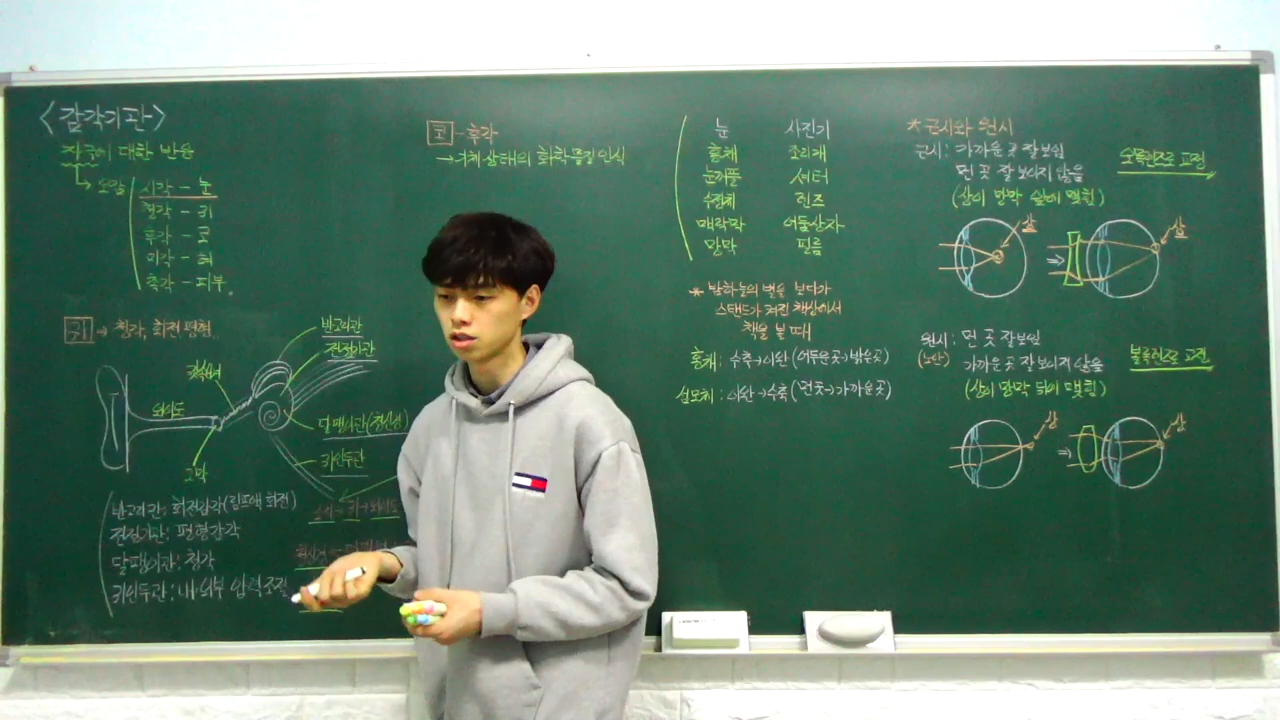 <감각기관>
자극에 대한 반응
오감
시각 - 눈
청각 - 귀
후각 - 코
미각 - 혀
촉각 - 피부
귀 → 청각, 회전, 평형
반고리관
전정기관
귓속뼈
외이도
달팽이관(청신경)
귀인두관
고막
반고리관: 회전감각(림프액 회전)
전정기관: 평형감각
달팽이관: 청각
귀인두관: 내·외부 압력조절
소리→귀→외이도
코 - 후각
→ 기체상태의 화학물질 인식
눈 사진기
홍채 조리개
눈꺼풀 셔터
수정체 렌즈
맥락막 어둠상자
망막 필름
* 밤하늘의 별을 보다가
스탠드가 켜진 책상에서
책을 볼 때
홍채: 수축→이완(어두운곳→밝은곳)
섬모체: 이완→수축(먼곳→가까운곳)
* 근시와 원시
근시: 가까운 곳 잘보임
먼 곳 잘 보이지 않음
(상이 망막 앞에 맺힘)
오목렌즈로 교정
상
⇒
상
원시: 먼 곳 잘보임
(노안) 가까운 곳 잘보이지 않음
(상이 망막 뒤에 맺힘)
볼록렌즈로 교정
상
⇒
상